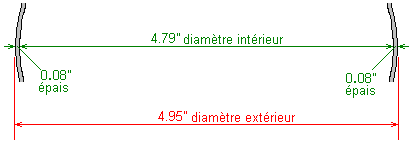 4.79" diamètre intérieur
0.08"
épais
0.08"
épais
4.95" diamètre extérieur